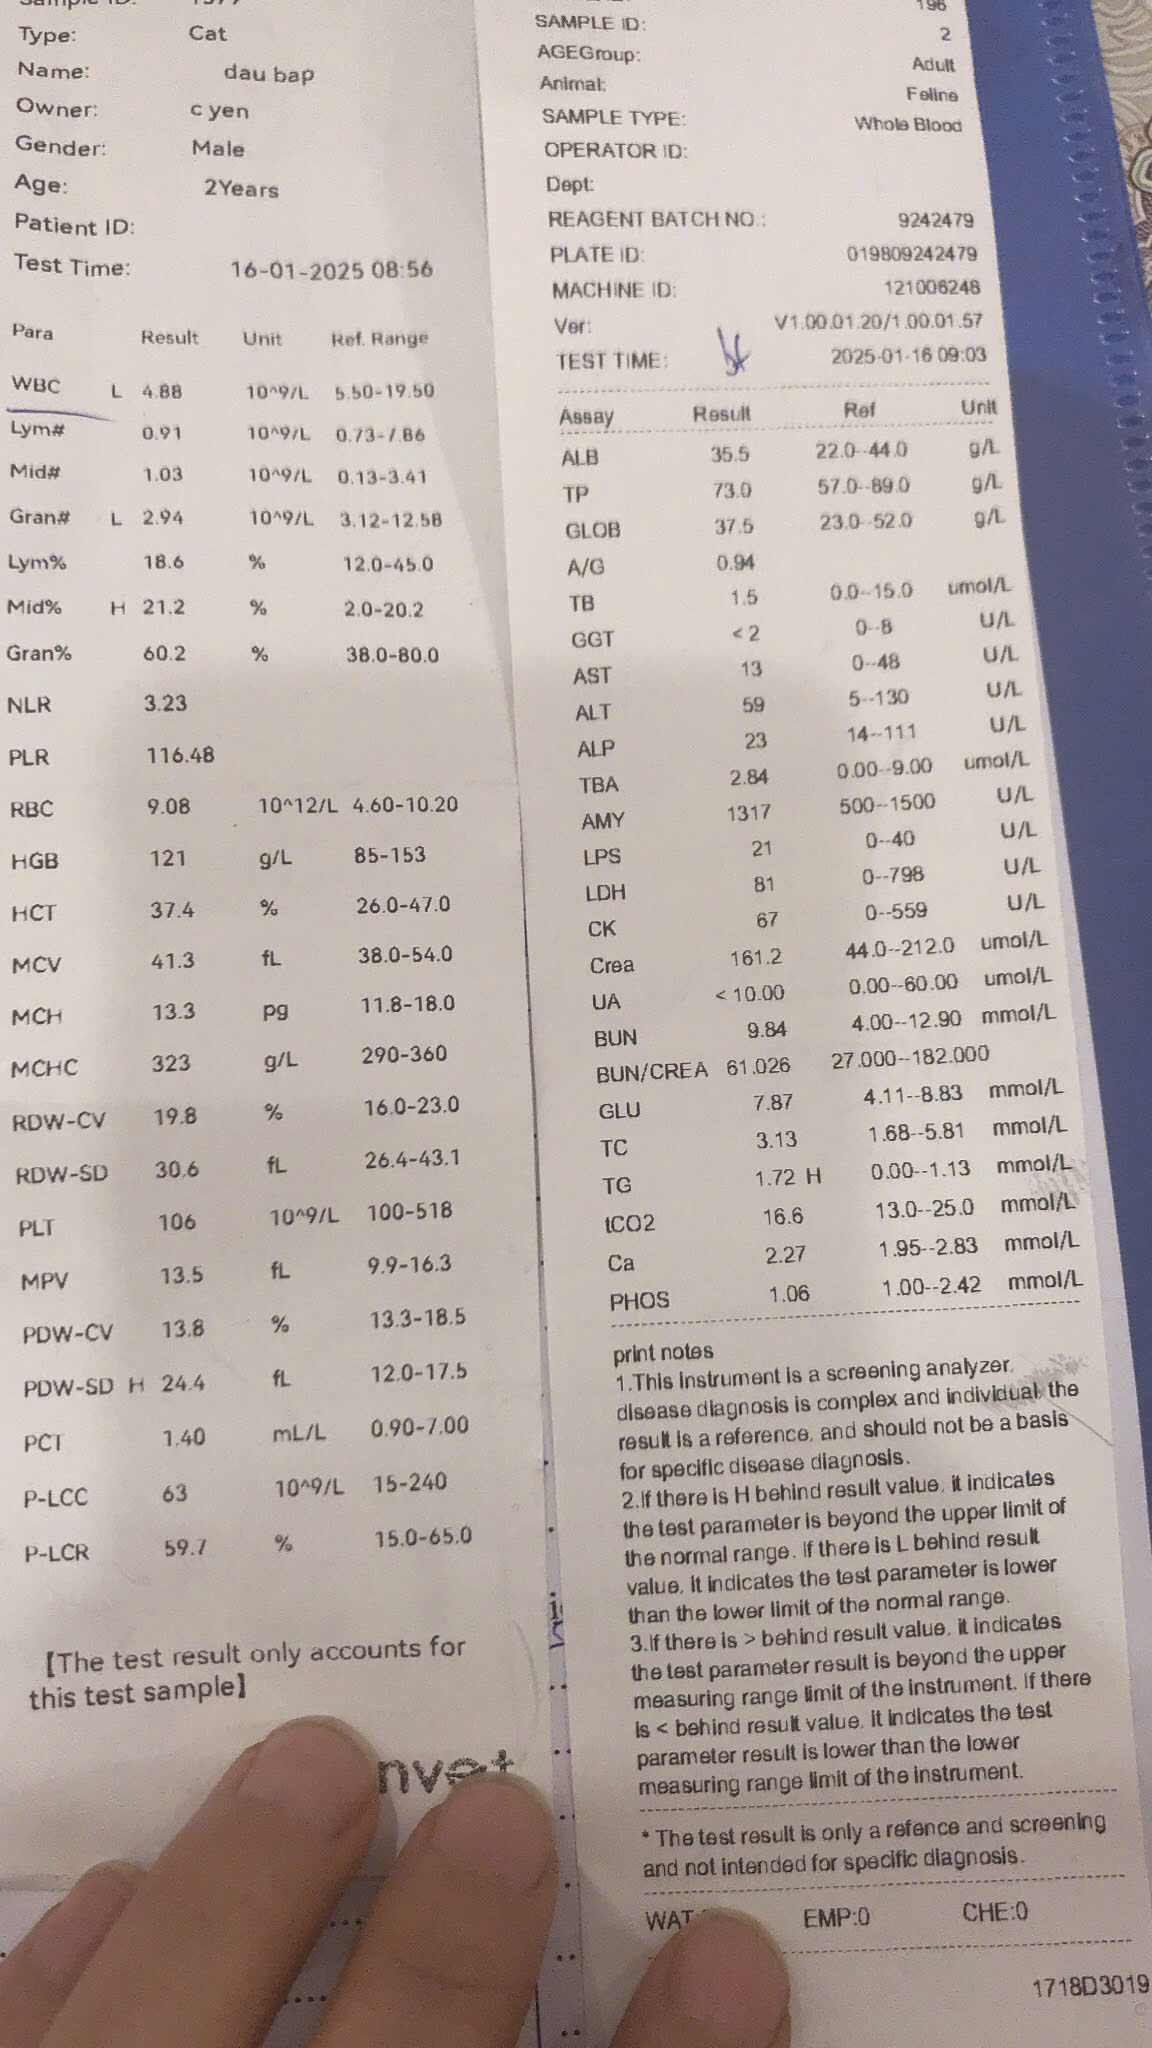 Type: Cat
Name: dau bap
Owner: c yen
Gender: Male
Age: 2Years
Patient ID:
Test Time: 16-01-2025 08:56
Para Result Unit Ref. Range
WBC L 4.88 10^9/L 5.50-19.50
Lym# 0.91 10^9/L 0.73-7.86
Mid# 1.03 10^9/L 0.13-3.41
Gran# L 2.94 10^9/L 3.12-12.58
Lym% 18.6 % 12.0-45.0
Mid% H 21.2 % 2.0-20.2
Gran% 60.2 % 38.0-80.0
NLR 3.23
PLR 116.48
RBC 9.08 10^12/L 4.60-10.20
HGB 121 g/L 85-153
HCT 37.4 % 26.0-47.0
MCV 41.3 fL 38.0-54.0
MCH 13.3 pg 11.8-18.0
MCHC 323 g/L 290-360
RDW-CV 19.8 % 16.0-23.0
RDW-SD 30.6 fL 26.4-43.1
PLT 106 10^9/L 100-518
MPV 13.5 fL 9.9-16.3
PDW-CV 13.8 % 13.3-18.5
PDW-SD H 24.4 fL 12.0-17.5
PCT 1.40 mL/L 0.90-7.00
P-LCC 63 10^9/L 15-240
P-LCR 59.7 % 15.0-65.0
【The test result only accounts for
this test sample】
196
SAMPLE ID: 2
AGEGroup: Adult
Animal: Feline
SAMPLE TYPE: Whole Blood
OPERATOR ID:
Dept:
REAGENT BATCH NO.: 9242479
PLATE ID: 019809242479
MACHINE ID: 121006248
Ver: V1.00.01.20/1.00.01.57
TEST TIME: 2025-01-16 09:03
Assay Result Ref Unit
ALB 35.5 22.0--44.0 g/L
TP 73.0 57.0--89.0 g/L
GLOB 37.5 23.0--52.0 g/L
A/G 0.94
TB 1.5 0.0--15.0 umol/L
GGT < 2 0--8 U/L
AST 13 0--48 U/L
ALT 59 5--130 U/L
ALP 23 14--111 U/L
TBA 2.84 0.00--9.00 umol/L
AMY 1317 500--1500 U/L
LPS 21 0--40 U/L
LDH 81 0--798 U/L
CK 67 0--559 U/L
Crea 161.2 44.0--212.0 umol/L
UA < 10.00 0.00--60.00 umol/L
BUN 9.84 4.00--12.90 mmol/L
BUN/CREA 61.026 27.000--182.000
GLU 7.87 4.11--8.83 mmol/L
TC 3.13 1.68--5.81 mmol/L
TG 1.72 H 0.00--1.13 mmol/L
tCO2 16.6 13.0--25.0 mmol/L
Ca 2.27 1.95--2.83 mmol/L
PHOS 1.06 1.00--2.42 mmol/L
print notes
1.This instrument is a screening analyzer,
disease diagnosis is complex and individual, the
result is a reference, and should not be a basis
for specific disease diagnosis.
2.If there is H behind result value, it indicates
the test parameter is beyond the upper limit of
the normal range. If there is L behind result
value, it indicates the test parameter is lower
than the lower limit of the normal range.
3.If there is > behind result value, it indicates
the test parameter result is beyond the upper
measuring range limit of the instrument. If there
is < behind result value, it indicates the test
parameter result is lower than the lower
measuring range limit of the instrument.
* The test result is only a refence and screening
and not intended for specific diagnosis.
WAT EMP:0 CHE:0
1718D3019